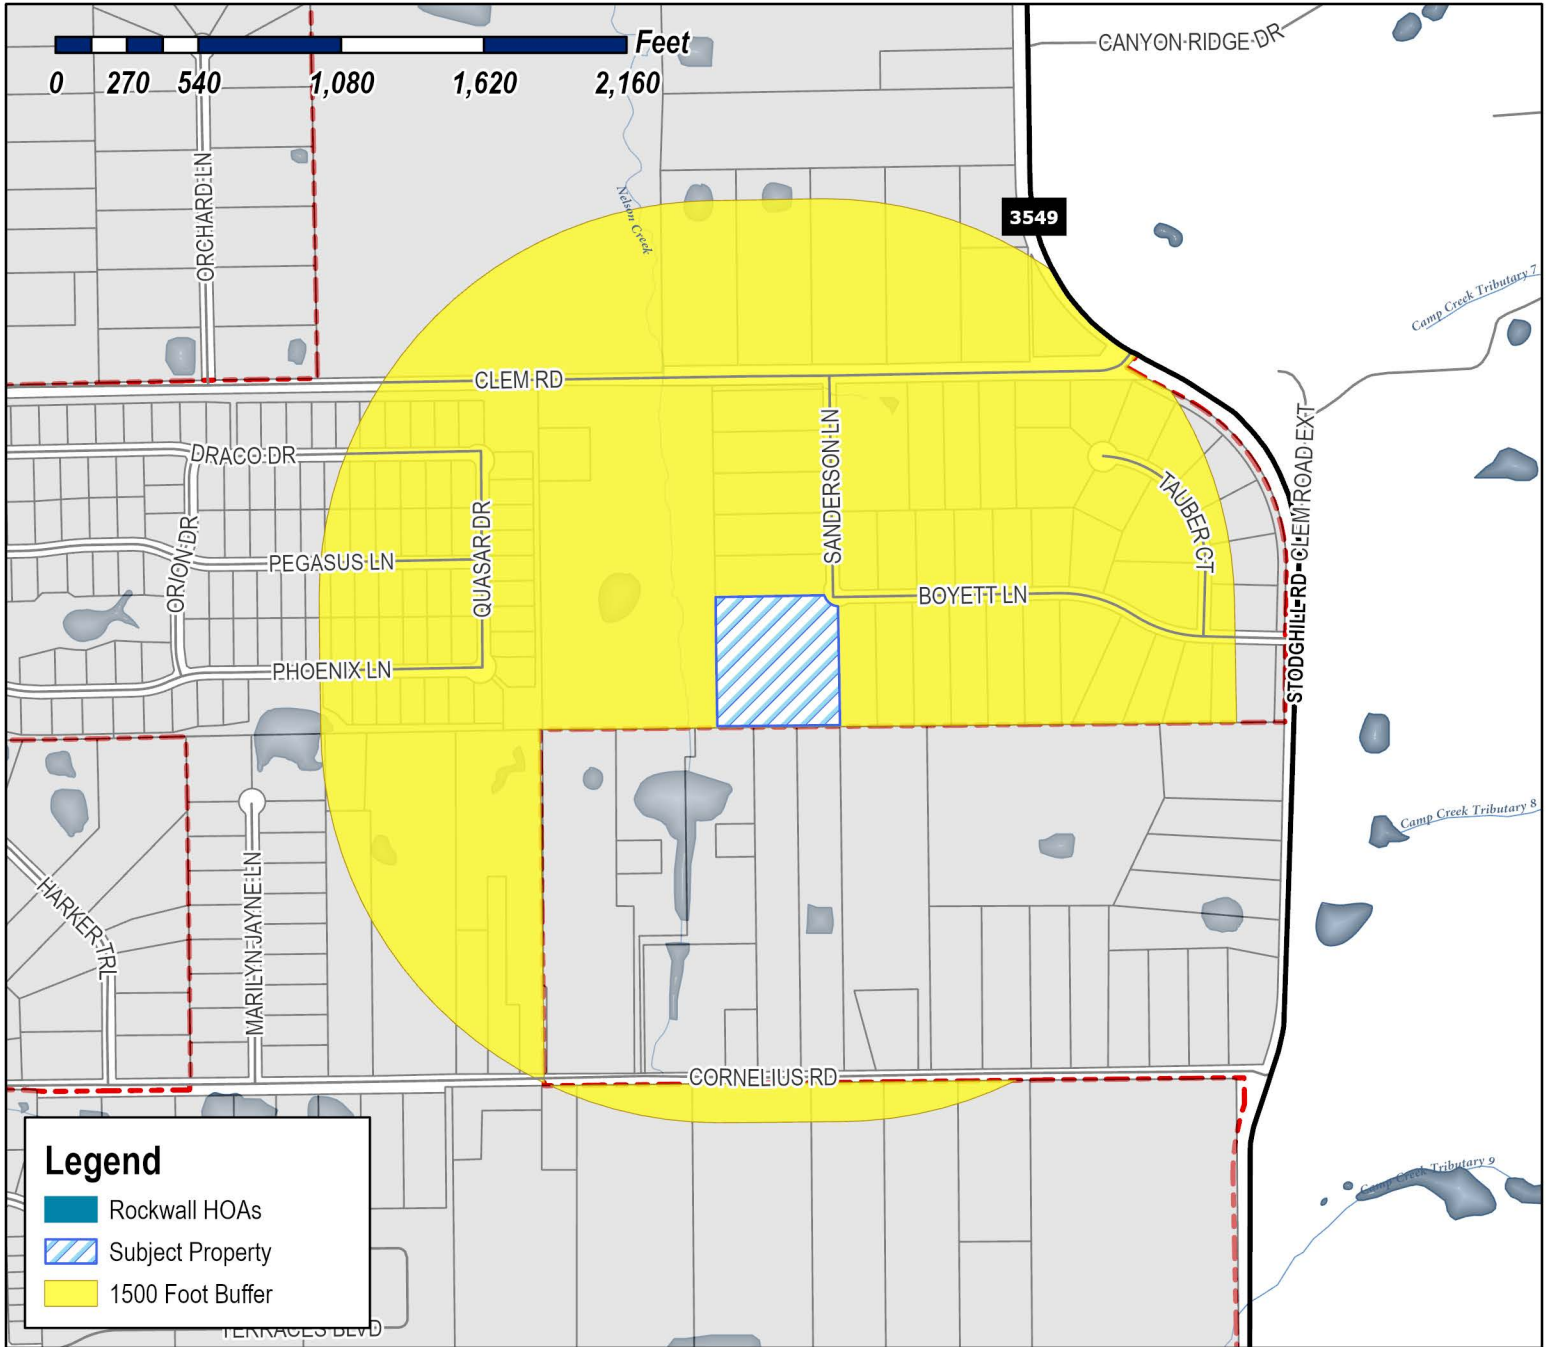 Feet
0 270 540 1,080 1,620 2,160
CANYON RIDGE DR
ORCHARD LN
Nelson Creek
3549
Camp Creek Tributary 7
CLEM RD
DRACO DR
SANDERSON LN
TAUBER CT
STODGHILL RD-CLEM ROAD EXT
ORION DR
PEGASUS LN
QUASAR DR
BOYETT LN
PHOENIX LN
Camp Creek Tributary 8
HARKER TRL
MARILYN JAYNE LN
CORNELIUS RD
Camp Creek Tributary 9
Legend
Rockwall HOAs
Subject Property
1500 Foot Buffer
TERRACES BLVD